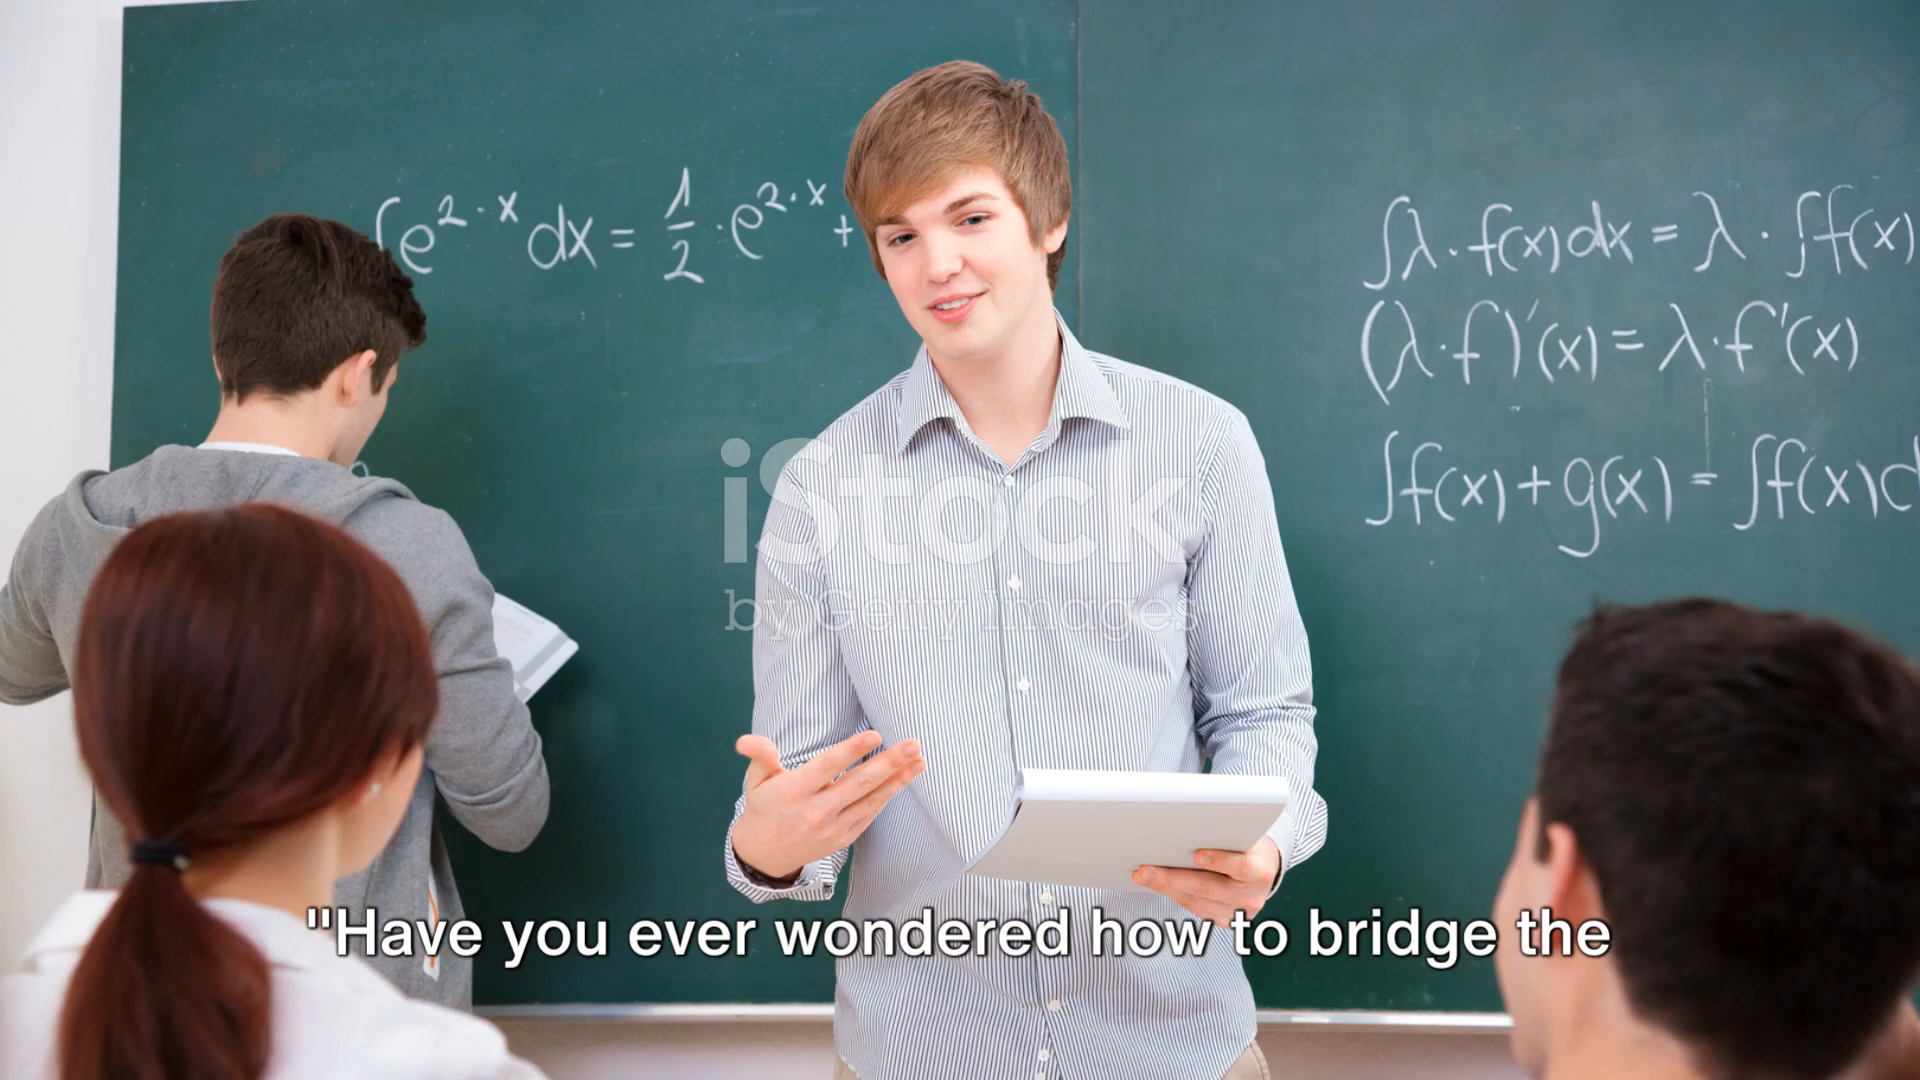 ∫e^{2·x} dx = 1/2 · e^{2·x} +
∫λ·f(x)dx = λ·∫f(x)
(λ·f)'(x) = λ·f'(x)
∫f(x)+g(x) = ∫f(x)d
iStock
by Getty Images
"Have you ever wondered how to bridge the